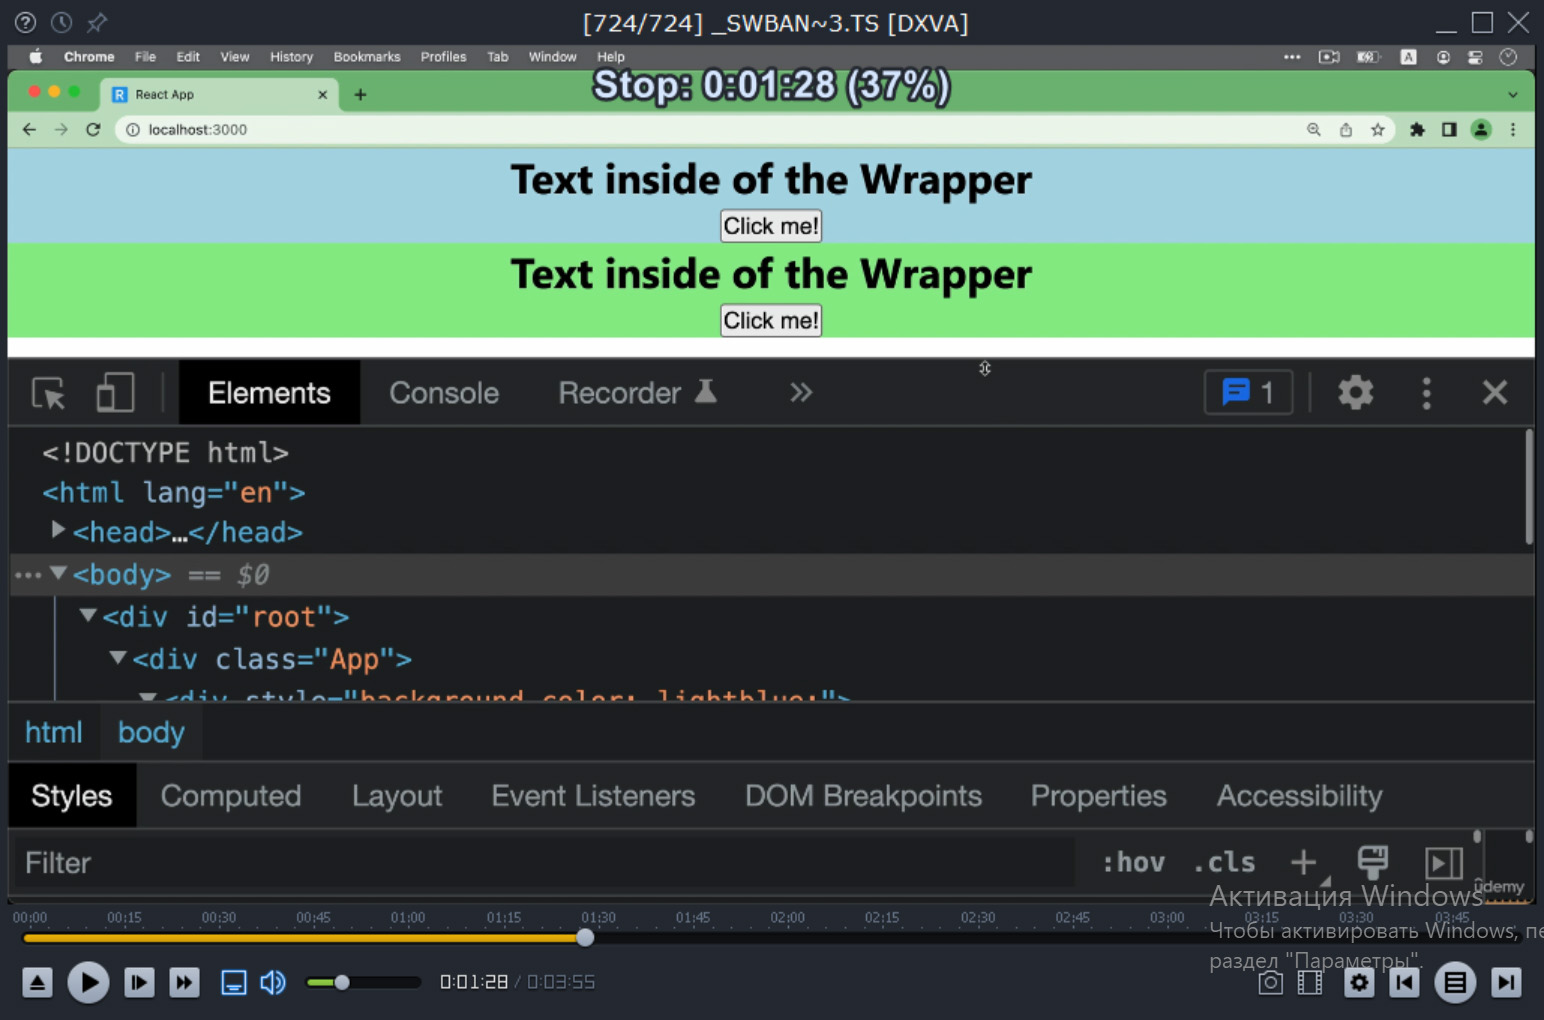 [724/724] _SWBAN~3.TS [DXVA]
Chrome File Edit View History Bookmarks Profiles Tab Window Help
Stop: 0:01:28 (37%)
React App
localhost:3000
Text inside of the Wrapper
Click me!
Text inside of the Wrapper
Click me!
Elements Console Recorder 1
<!DOCTYPE html>
<html lang="en">
<head>…</head>
<body> == $0
<div id="root">
<div class="App">
<div style="background-color: lightblue;">
html body
Styles Computed Layout Event Listeners DOM Breakpoints Properties Accessibility
Filter :hov .cls
ûdemy
Активация Windows
00:00 00:15 00:30 00:45 01:00 01:15 01:30 01:45 02:00 02:15 02:30 02:45 03:00 03:15 03:30 03:45
Чтобы активировать Windows, пе
раздел "Параметры".
0:01:28 / 0:03:55